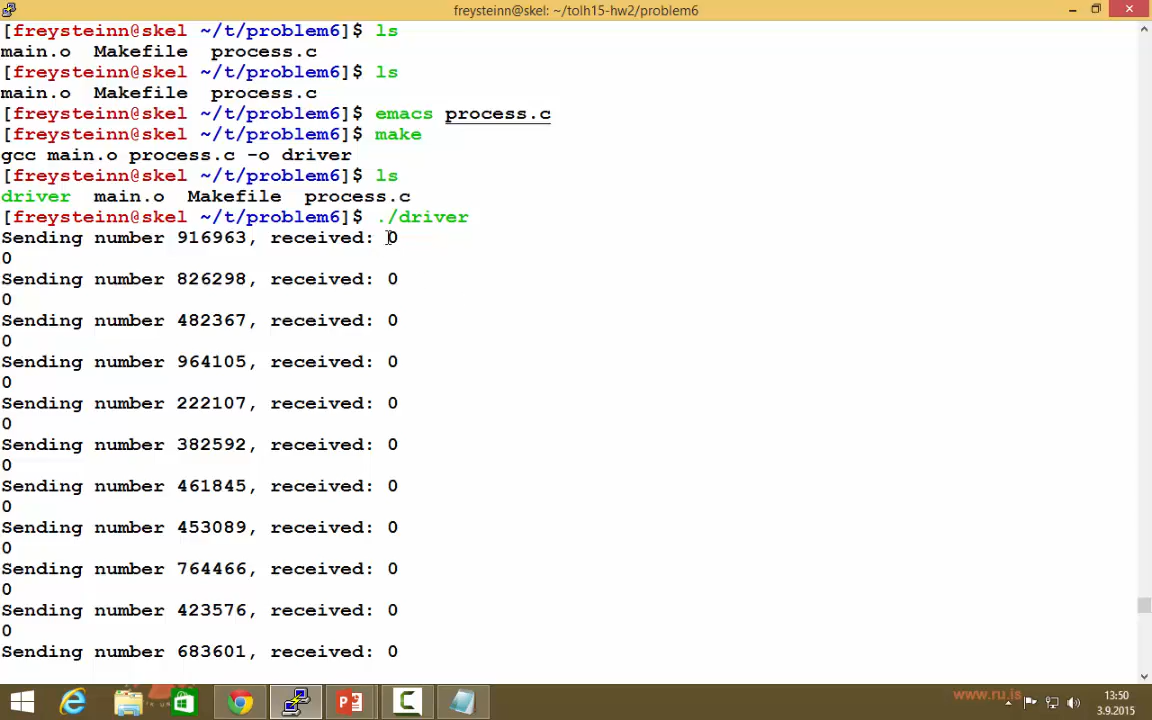 freysteinn@skel: ~/tolh15-hw2/problem6
[freysteinn@skel ~/t/problem6]$ ls
main.o  Makefile  process.c
[freysteinn@skel ~/t/problem6]$ ls
main.o  Makefile  process.c
[freysteinn@skel ~/t/problem6]$ emacs process.c
[freysteinn@skel ~/t/problem6]$ make
gcc main.o process.c -o driver
[freysteinn@skel ~/t/problem6]$ ls
driver  main.o  Makefile  process.c
[freysteinn@skel ~/t/problem6]$ ./driver
Sending number 916963, received: 0
0
Sending number 826298, received: 0
0
Sending number 482367, received: 0
0
Sending number 964105, received: 0
0
Sending number 222107, received: 0
0
Sending number 382592, received: 0
0
Sending number 461845, received: 0
0
Sending number 453089, received: 0
0
Sending number 764466, received: 0
0
Sending number 423576, received: 0
0
Sending number 683601, received: 0
www.ru.is
13:50
3.9.2015